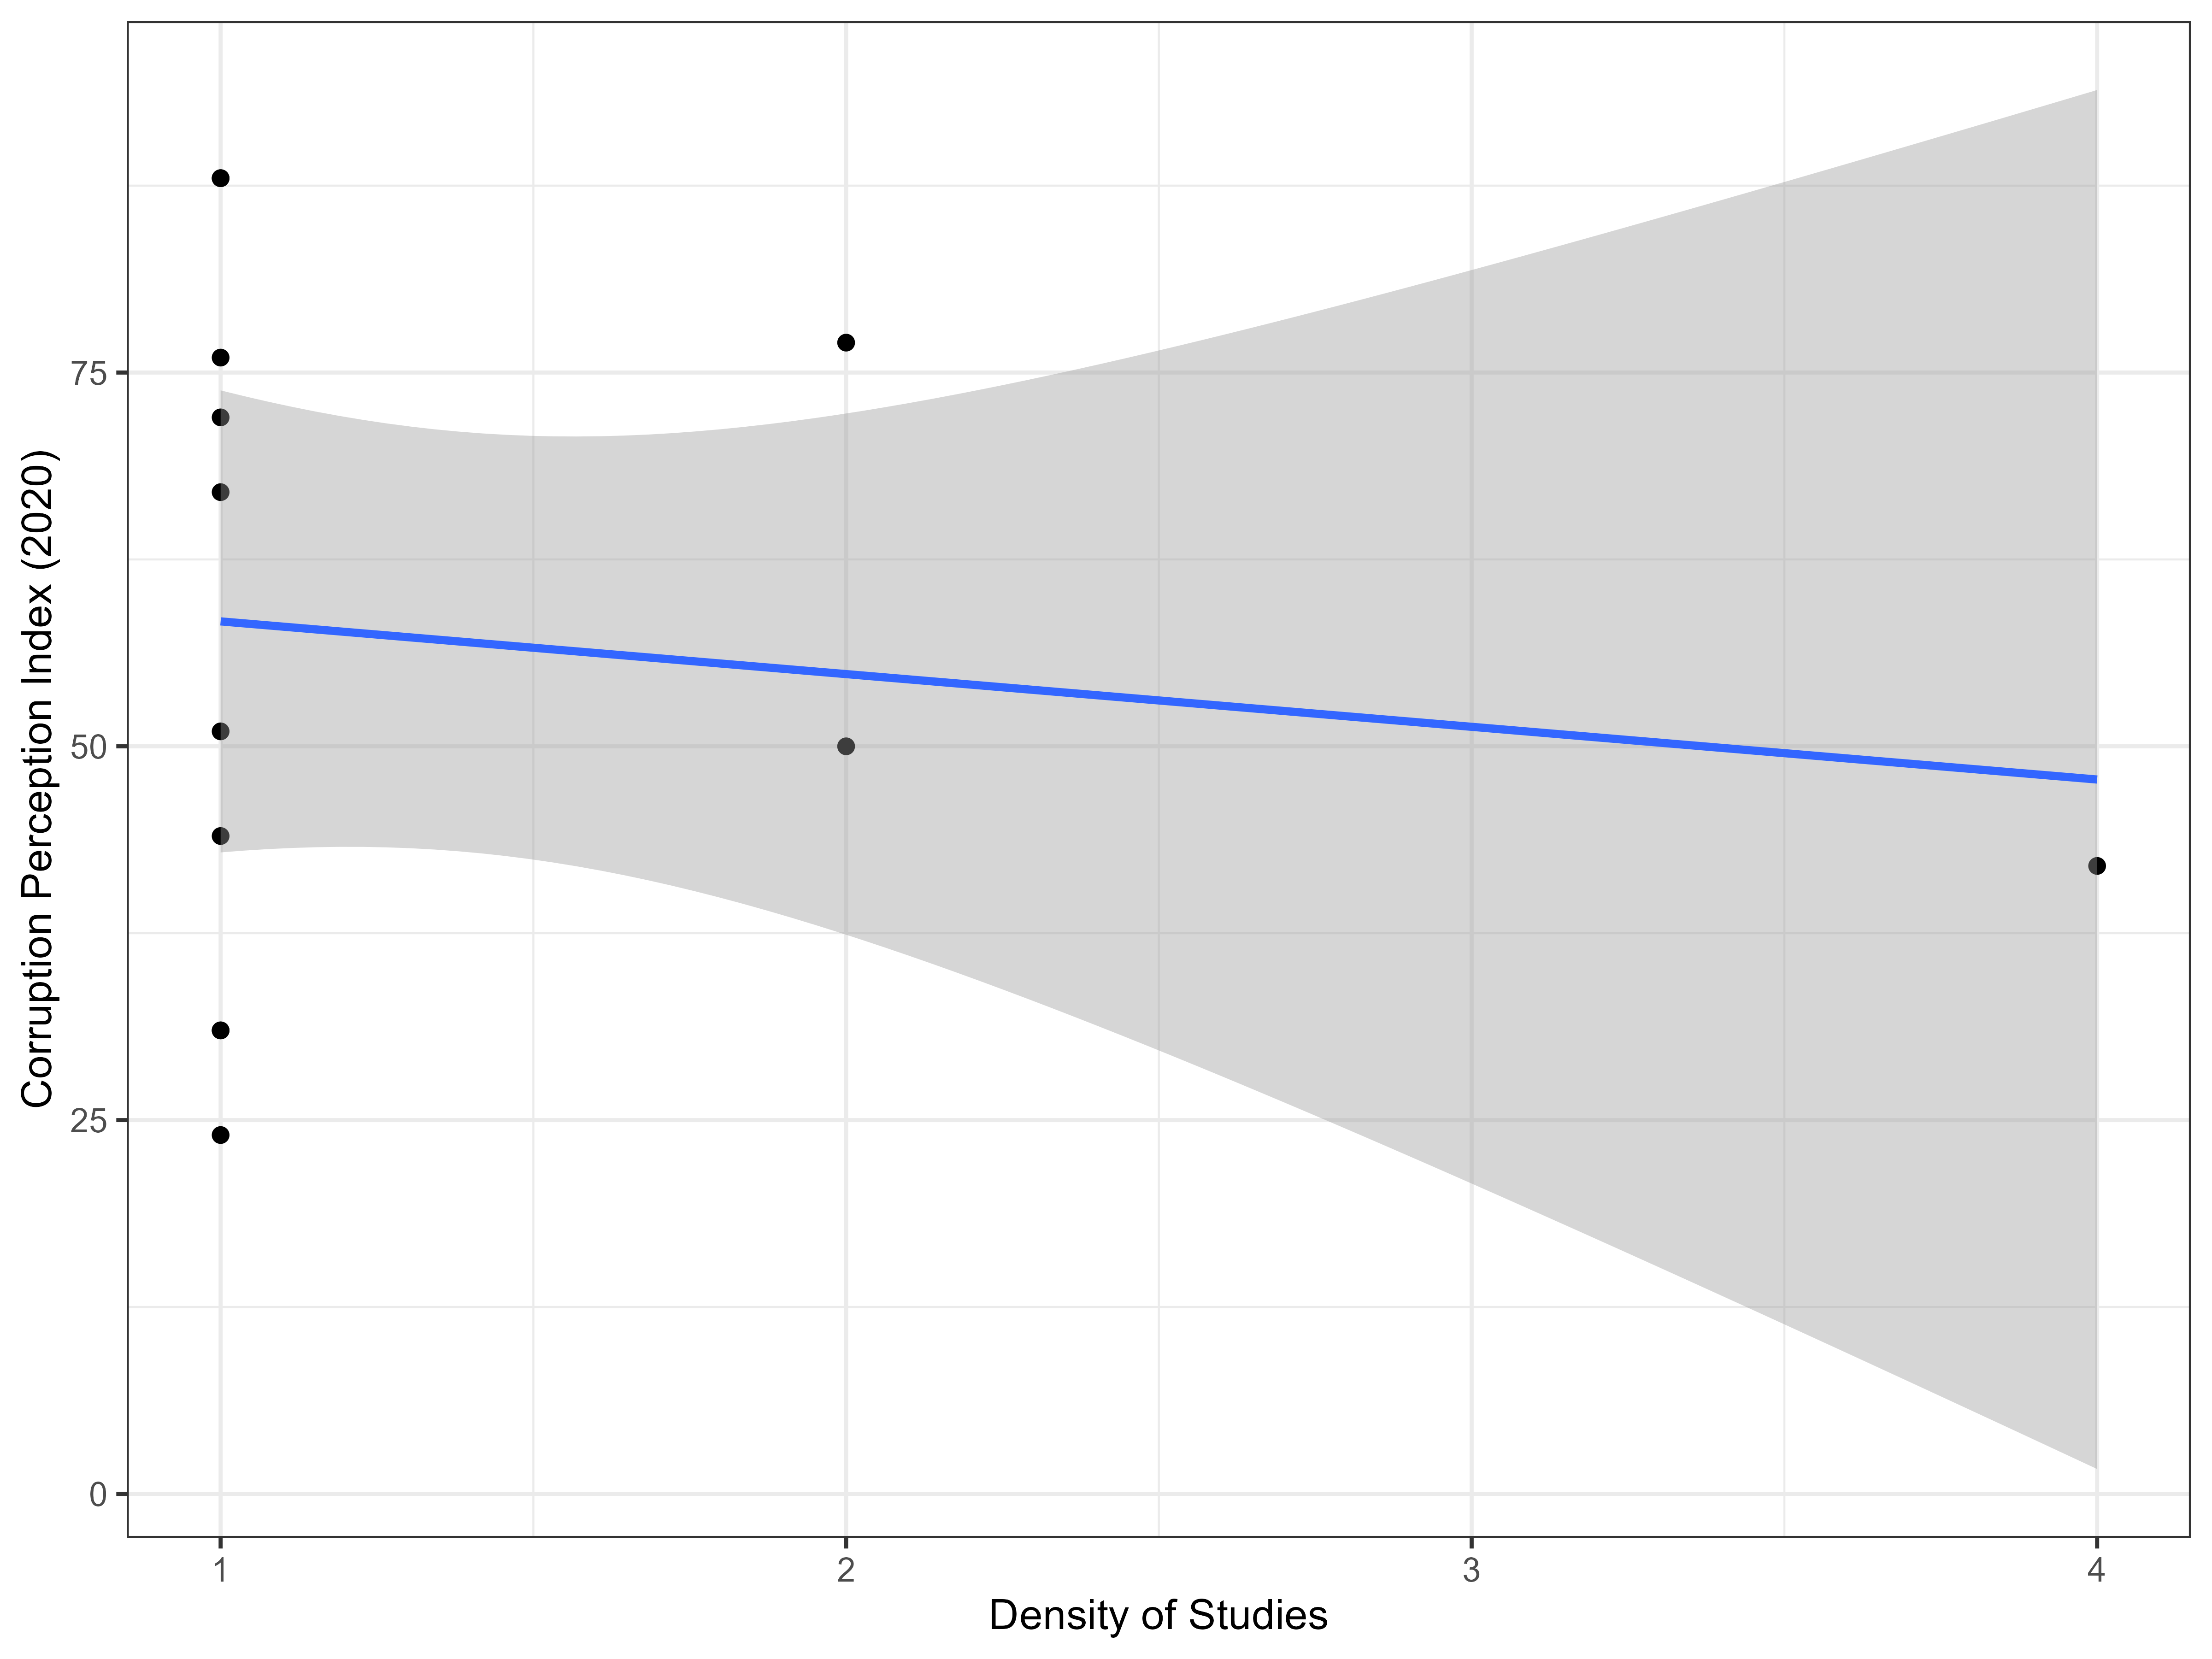 Corruption Perception Index (2020)
75
50
25
0
1 2 3 4
Density of Studies